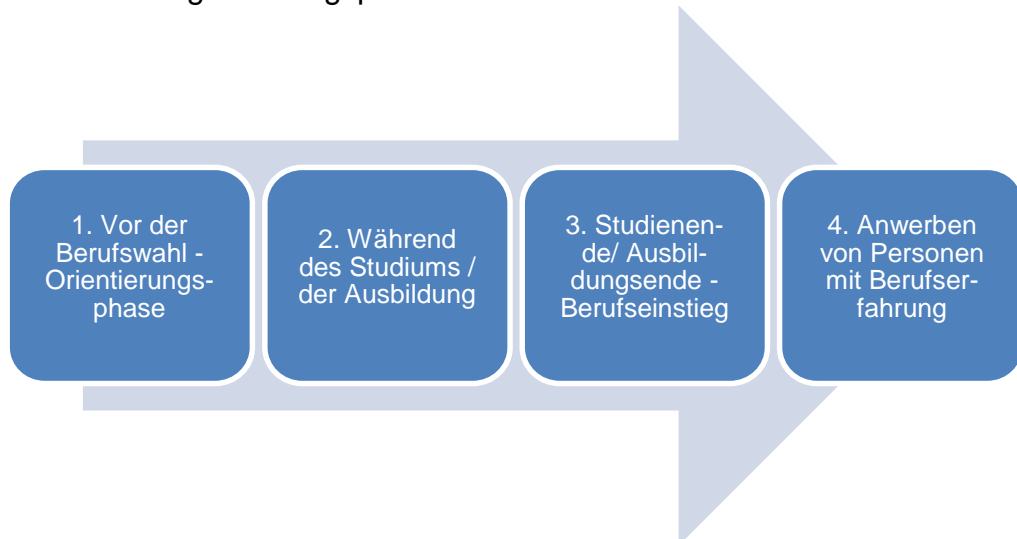 1. Vor der
Berufswahl -
Orientierungs-
phase
2. Während
des Studiums /
der Ausbildung
3. Studienen-
de/ Ausbil-
dungsende -
Berufseinstieg
4. Anwerben
von Personen
mit Berufser-
fahrung